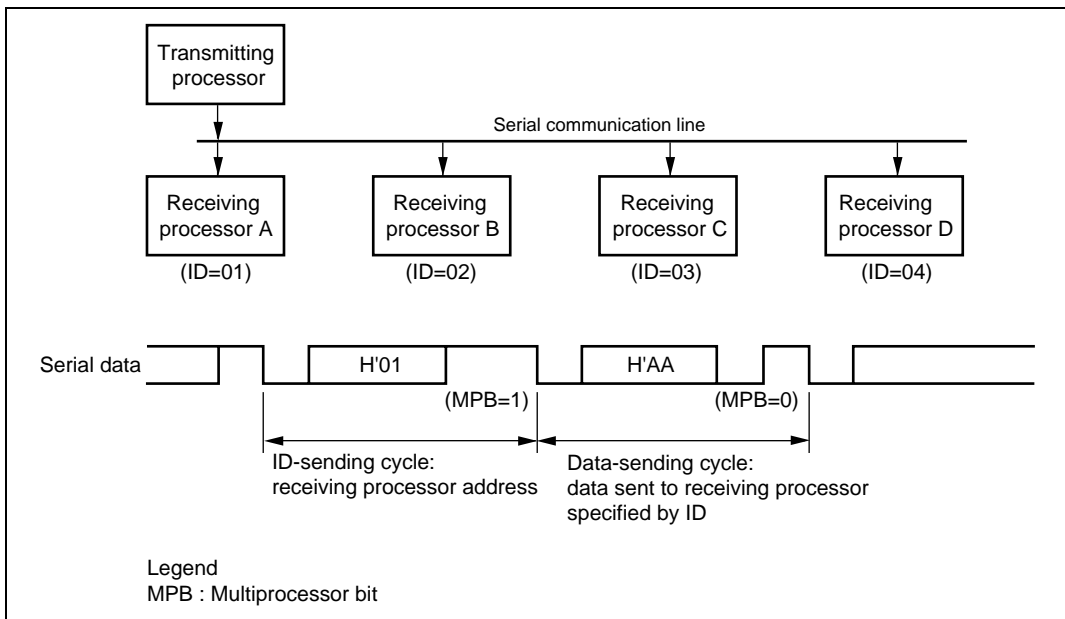 Transmitting
processor
Serial communication line
Receiving
processor A
Receiving
processor B
Receiving
processor C
Receiving
processor D
(ID=01)
(ID=02)
(ID=03)
(ID=04)
Serial data
H'01
H'AA
(MPB=1)
(MPB=0)
ID-sending cycle:
receiving processor address
Data-sending cycle:
data sent to receiving processor
specified by ID
Legend
MPB : Multiprocessor bit